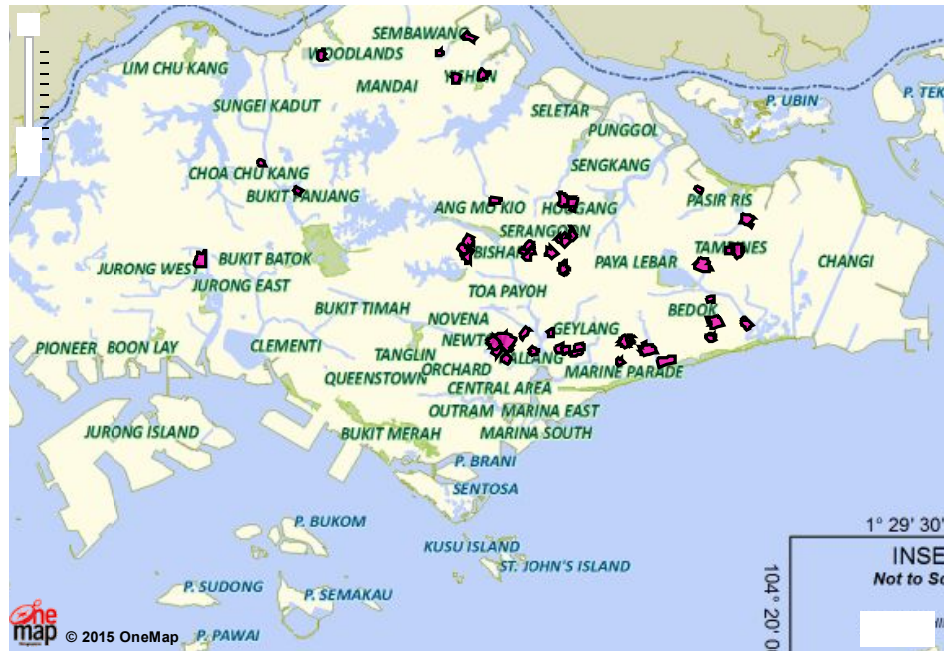 SEMBAWANG
WOODLANDS
LIM CHU KANG
YISHUN
MANDAI
P. UBIN
P. TEK
SUNGEI KADUT
SELETAR
PUNGGOL
SENGKANG
CHOA CHU KANG
BUKIT PANJANG
PASIR RIS
ANG MO KIO
HOUGANG
SERANGOON
BISHAN
TAMPINES
BUKIT BATOK
PAYA LEBAR
CHANGI
JURONG WEST
JURONG EAST
TOA PAYOH
BUKIT TIMAH
BEDOK
NOVENA
GEYLANG
NEWTON
PIONEER
BOON LAY
CLEMENTI
TANGLIN
KALLANG
ORCHARD
MARINE PARADE
QUEENSTOWN
CENTRAL AREA
OUTRAM
MARINA EAST
JURONG ISLAND
BUKIT MERAH
MARINA SOUTH
P. BRANI
SENTOSA
P. BUKOM
1° 29' 30'
KUSU ISLAND
INSE
ST. JOHN'S ISLAND
Not to Sc
104° 20' 0
P. SUDONG
P. SEMAKAU
One
map
© 2015 OneMap
P. PAWAI